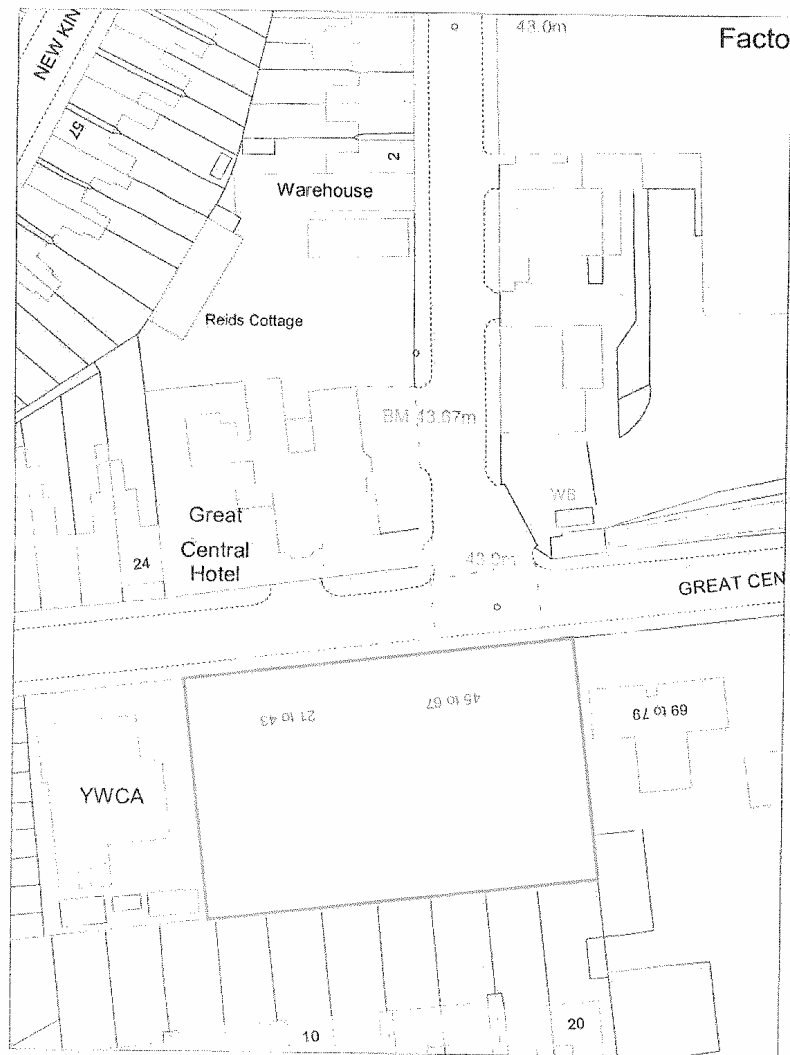 43.0m
Facto
NEW KIN
57
2
Warehouse
Reids Cottage
BM 43.67m
WB
Great
Central
Hotel
24
43.9m
GREAT CEN
21 to 43
45 to 67
69 to 79
YWCA
10
20